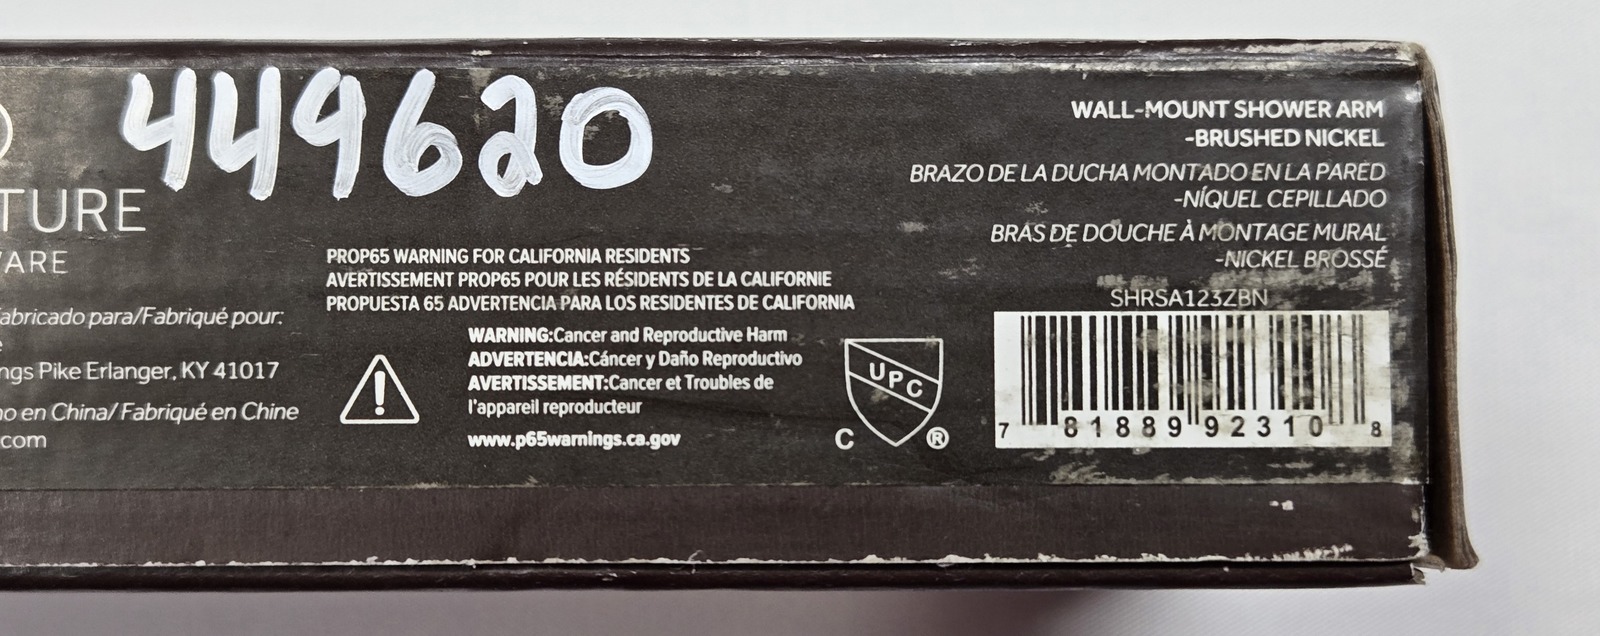 449620
TURE
WARE
abricado para/Fabriqué pour:
ngs Pike Erlanger, KY 41017
no en China/ Fabriqué en Chine
.com
PROP65 WARNING FOR CALIFORNIA RESIDENTS
AVERTISSEMENT PROP65 POUR LES RÉSIDENTS DE LA CALIFORNIE
PROPUESTA 65 ADVERTENCIA PARA LOS RESIDENTES DE CALIFORNIA
WARNING:Cancer and Reproductive Harm
ADVERTENCIA:Cáncer y Daño Reproductivo
AVERTISSEMENT:Cancer et Troubles de
l'appareil reproducteur
www.p65warnings.ca.gov
UPC
C ®
WALL-MOUNT SHOWER ARM
-BRUSHED NICKEL
BRAZO DE LA DUCHA MONTADO EN LA PARED
-NÍQUEL CEPILLADO
BRAS DE DOUCHE À MONTAGE MURAL
-NICKEL BROSSÉ
SHRSA123ZBN
7 81889 92310 8